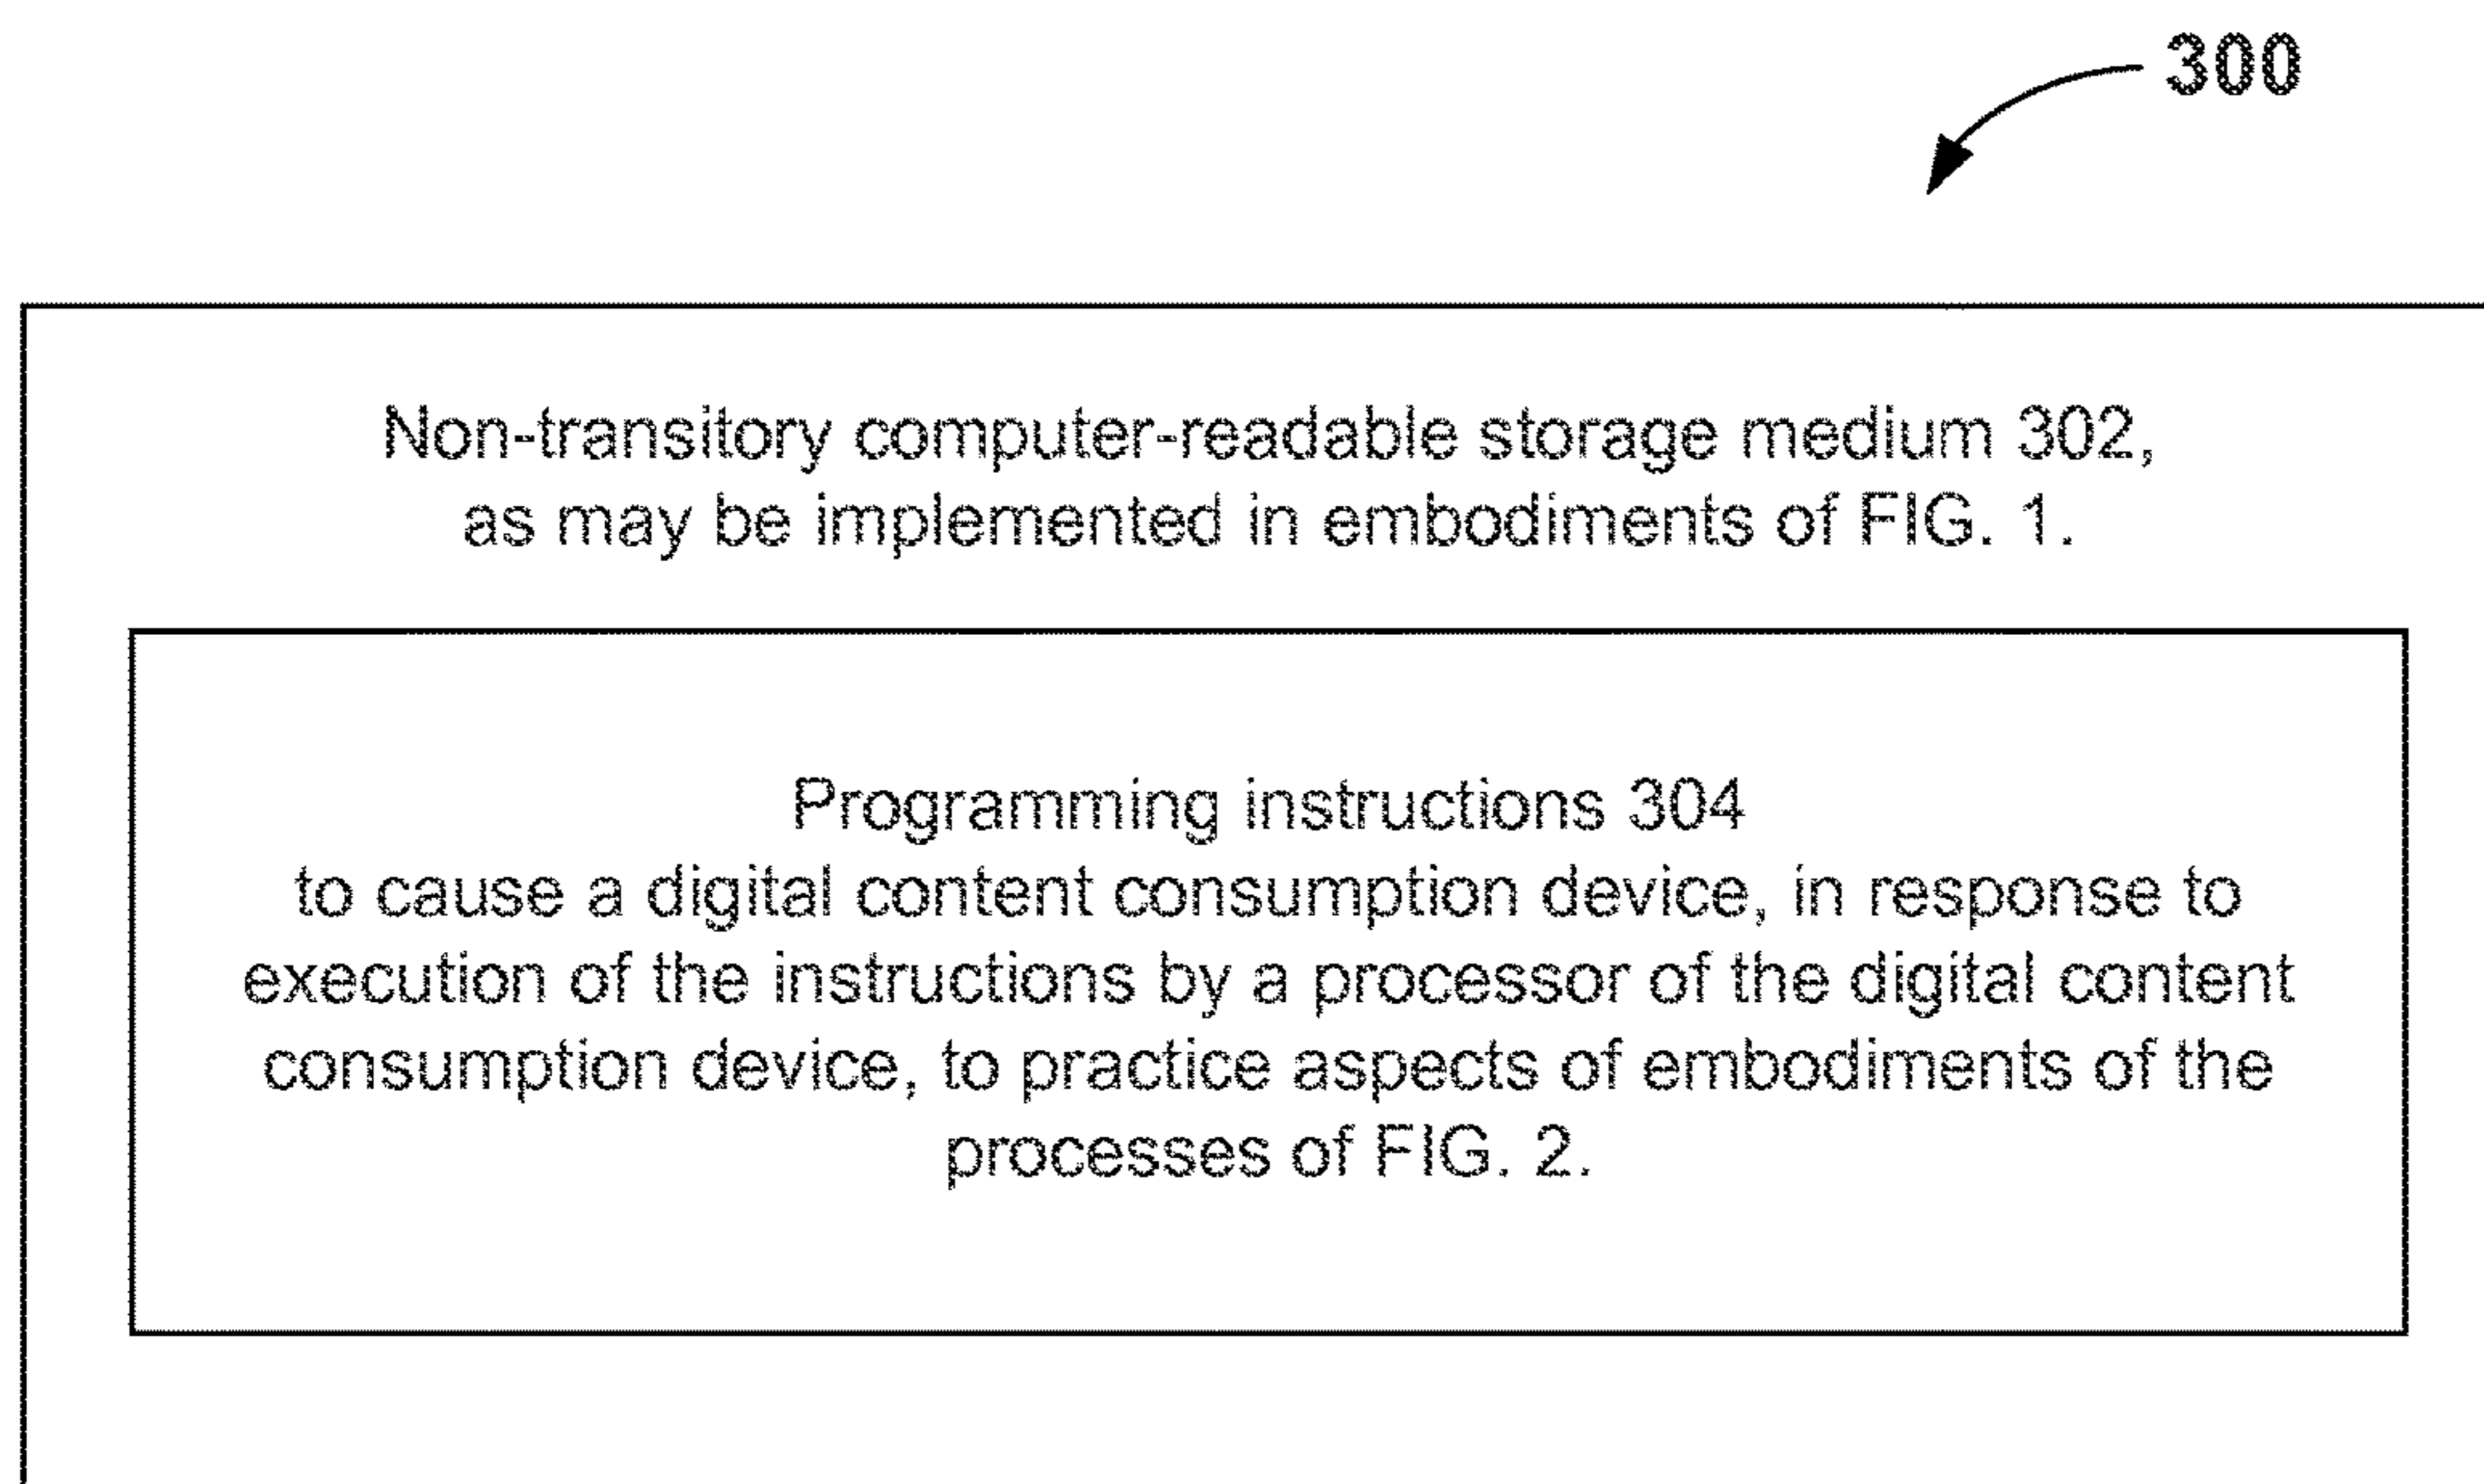 300
Non-transitory computer-readable storage medium 302,
as may be implemented in embodiments of FIG. 1.
Programming instructions 304
to cause a digital content consumption device, in response to
execution of the instructions by a processor of the digital content
consumption device, to practice aspects of embodiments of the
processes of FIG. 2.